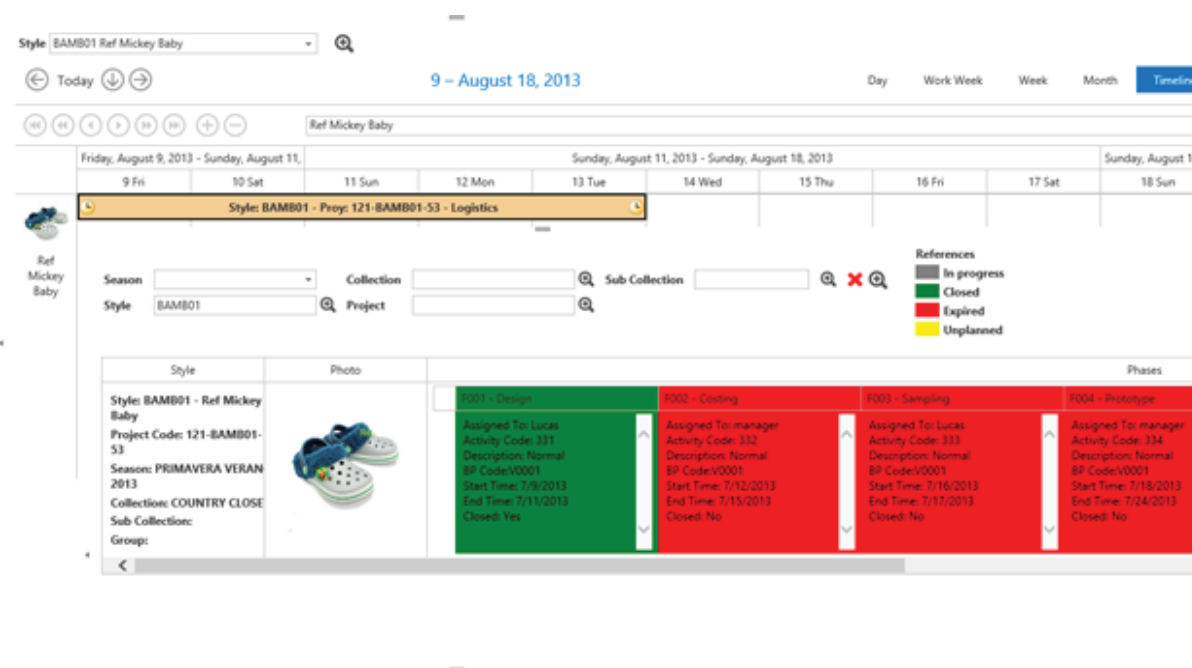 Style BAMB01 Ref Mickey Baby
Today 9 – August 18, 2013 Day Work Week Week Month Timeline
Ref Mickey Baby
Friday, August 9, 2013 - Sunday, August 11, Sunday, August 11, 2013 - Sunday, August 18, 2013 Sunday, August 1
9 Fri 10 Sat 11 Sun 12 Mon 13 Tue 14 Wed 15 Thu 16 Fri 17 Sat 18 Sun
Style: BAMB01 - Proy: 121-BAMB01-53 - Logistics
Ref
Mickey
Baby
Season Collection Sub Collection
Style BAMB01 Project
References
In progress
Closed
Expired
Unplanned
Style Photo Phases
Style: BAMB01 - Ref Mickey
Baby
Project Code: 121-BAMB01-
53
Season: PRIMAVERA VERAN
2013
Collection: COUNTRY CLOSE
Sub Collection:
Group:
F001 - Design
Assigned To: Lucas
Activity Code: 331
Description: Normal
BP Code:V0001
Start Time: 7/9/2013
End Time: 7/11/2013
Closed: Yes
F002 - Costing
Assigned To: manager
Activity Code: 332
Description: Normal
BP Code:V0001
Start Time: 7/12/2013
End Time: 7/15/2013
Closed: No
F003 - Sampling
Assigned To: Lucas
Activity Code: 333
Description: Normal
BP Code:V0001
Start Time: 7/16/2013
End Time: 7/17/2013
Closed: No
F004 - Prototype
Assigned To: manager
Activity Code: 334
Description: Normal
BP Code:V0001
Start Time: 7/18/2013
End Time: 7/24/2013
Closed: No